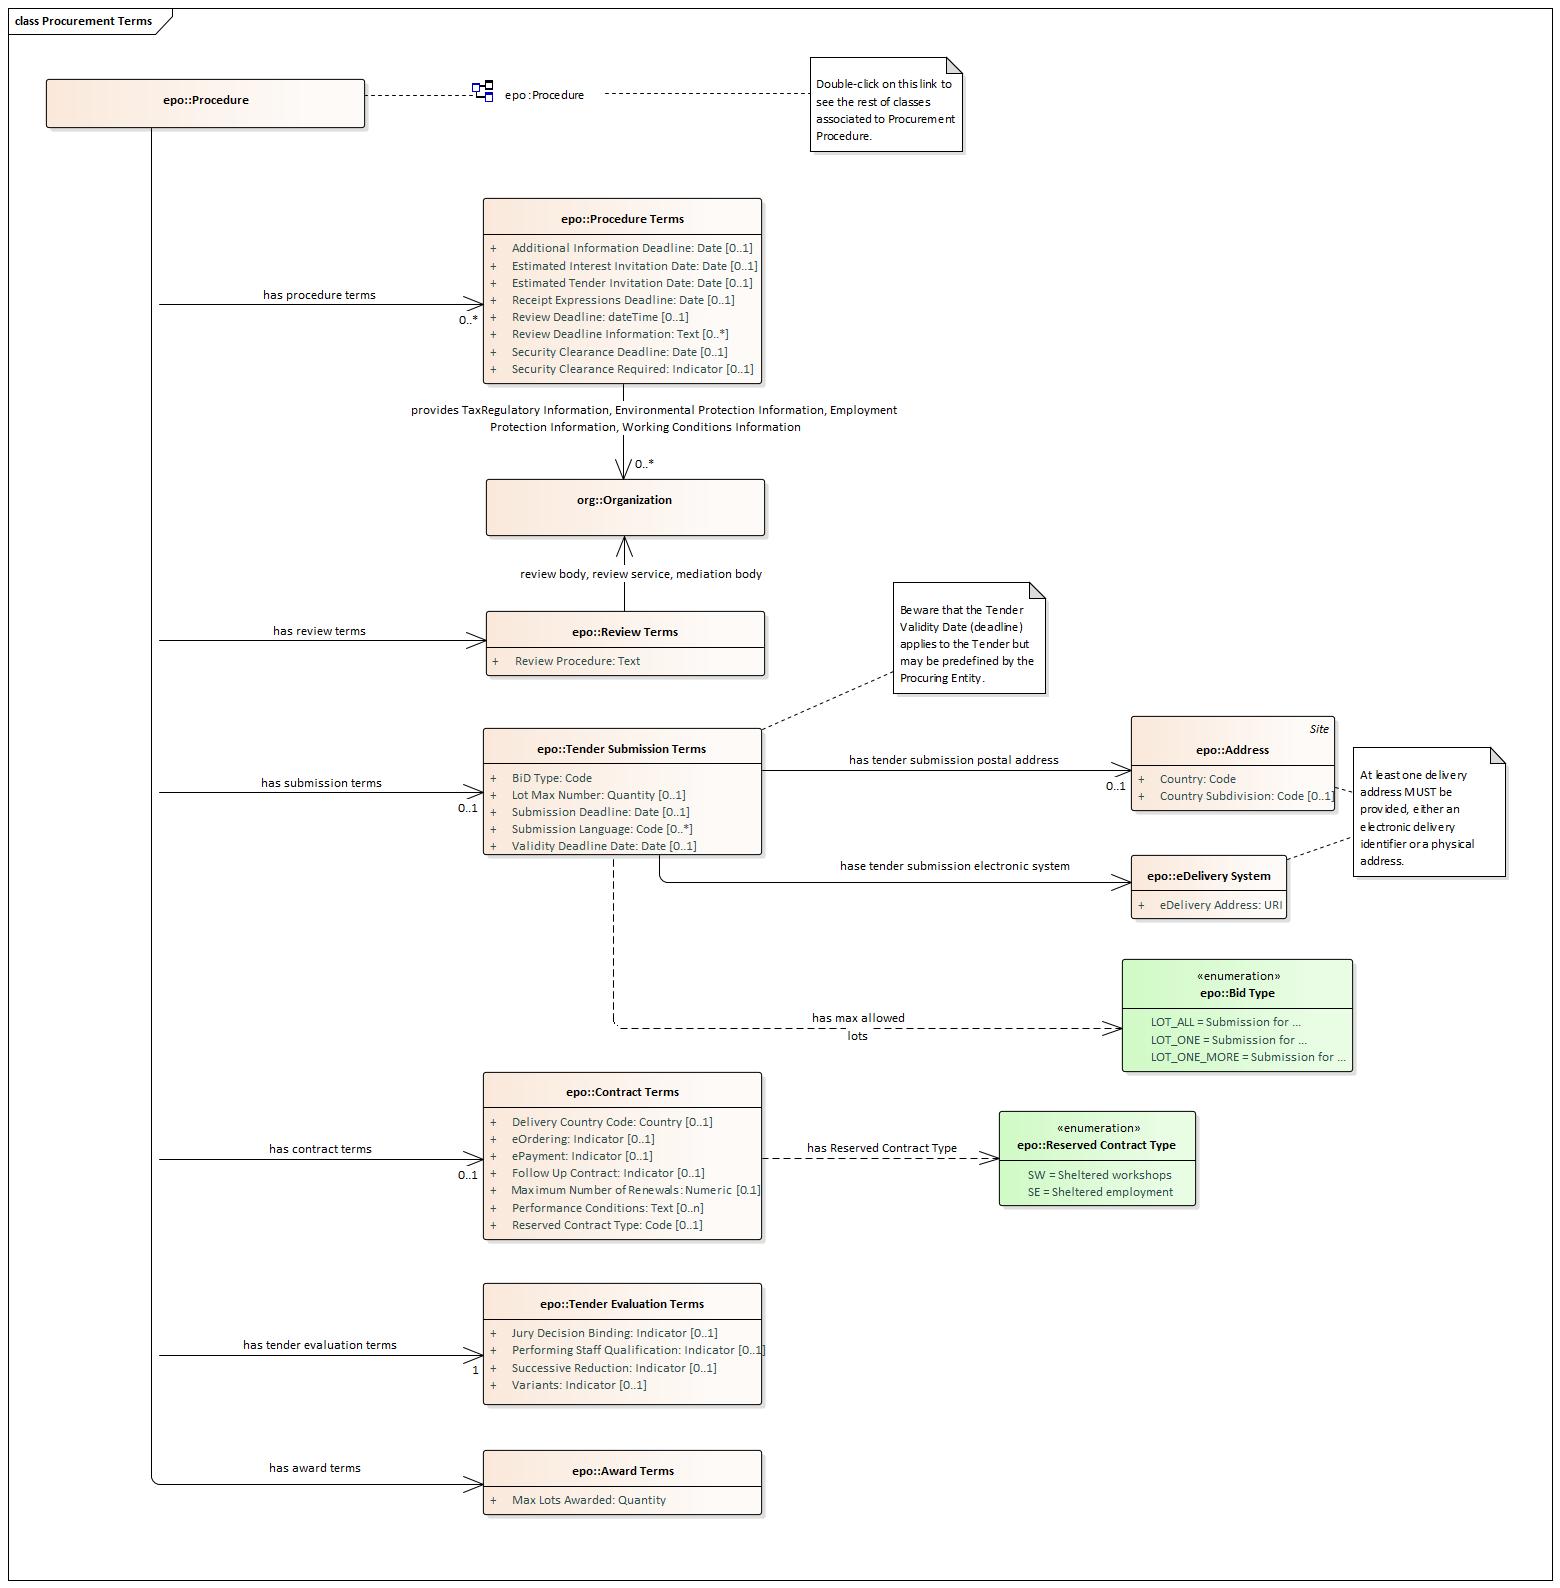 class Procurement Terms
epo::Procedure
epo :Procedure
Double-click on this link to
see the rest of classes
associated to Procurement
Procedure.
epo::Procedure Terms
+ Additional Information Deadline: Date [0..1]
+ Estimated Interest Invitation Date: Date [0..1]
+ Estimated Tender Invitation Date: Date [0..1]
+ Receipt Expressions Deadline: Date [0..1]
+ Review Deadline: dateTime [0..1]
+ Review Deadline Information: Text [0..*]
+ Security Clearance Deadline: Date [0..1]
+ Security Clearance Required: Indicator [0..1]
has procedure terms
0..*
provides TaxRegulatory Information, Environmental Protection Information, Employment
Protection Information, Working Conditions Information
0..*
org::Organization
review body, review service, mediation body
has review terms
epo::Review Terms
+ Review Procedure: Text
Beware that the Tender
Validity Date (deadline)
applies to the Tender but
may be predefined by the
Procuring Entity.
has submission terms
0..1
epo::Tender Submission Terms
+ BiD Type: Code
+ Lot Max Number: Quantity [0..1]
+ Submission Deadline: Date [0..1]
+ Submission Language: Code [0..*]
+ Validity Deadline Date: Date [0..1]
has tender submission postal address
0..1
Site
epo::Address
+ Country: Code
+ Country Subdivision: Code [0..1]
At least one delivery
address MUST be
provided, either an
electronic delivery
identifier or a physical
address.
hase tender submission electronic system
epo::eDelivery System
+ eDelivery Address: URI
has max allowed
lots
«enumeration»
epo::Bid Type
LOT_ALL = Submission for ...
LOT_ONE = Submission for ...
LOT_ONE_MORE = Submission for ...
has contract terms
0..1
epo::Contract Terms
+ Delivery Country Code: Country [0..1]
+ eOrdering: Indicator [0..1]
+ ePayment: Indicator [0..1]
+ Follow Up Contract: Indicator [0..1]
+ Maximum Number of Renewals: Numeric [0.1]
+ Performance Conditions: Text [0..n]
+ Reserved Contract Type: Code [0..1]
has Reserved Contract Type
«enumeration»
epo::Reserved Contract Type
SW = Sheltered workshops
SE = Sheltered employment
has tender evaluation terms
1
epo::Tender Evaluation Terms
+ Jury Decision Binding: Indicator [0..1]
+ Performing Staff Qualification: Indicator [0..1]
+ Successive Reduction: Indicator [0..1]
+ Variants: Indicator [0..1]
has award terms
epo::Award Terms
+ Max Lots Awarded: Quantity